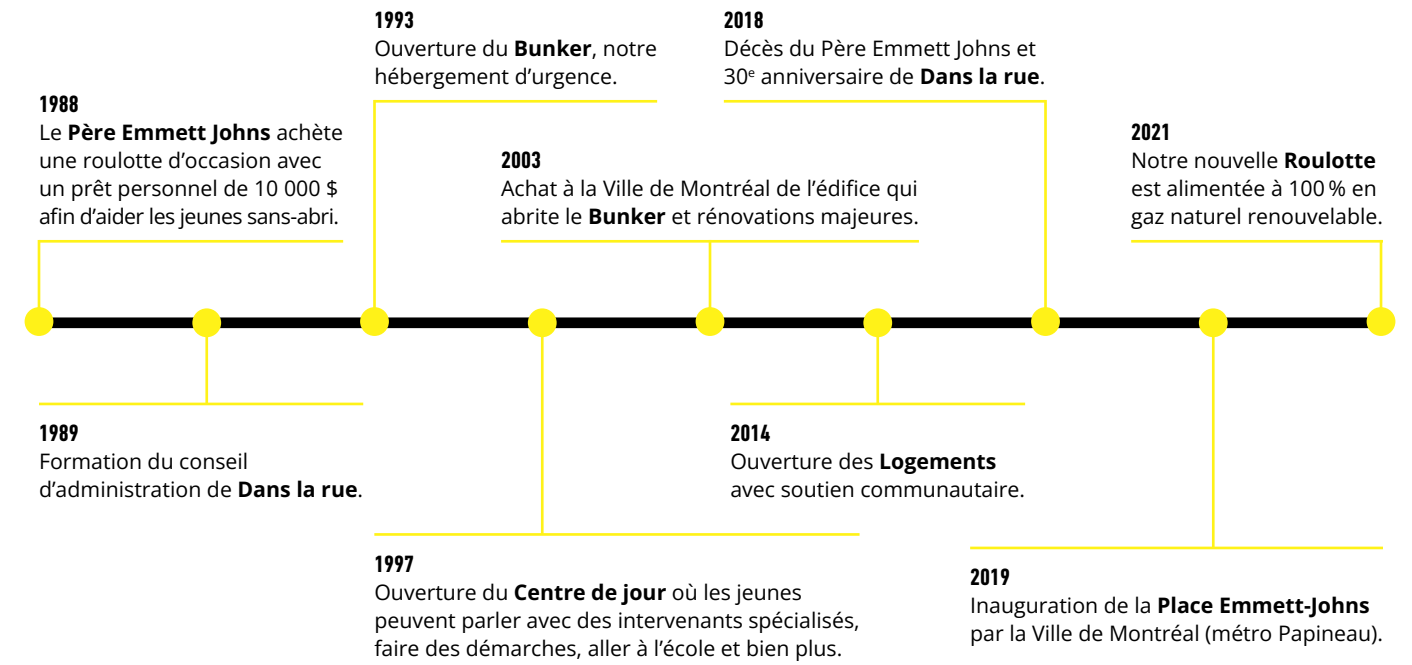 1988
Le Père Emmett Johns achète
une roulotte d'occasion avec
un prêt personnel de 10 000 $
afin d'aider les jeunes sans-abri.
1989
Formation du conseil
d'administration de Dans la rue.
1993
Ouverture du Bunker, notre
hébergement d'urgence.
1997
Ouverture du Centre de jour où les jeunes
peuvent parler avec des intervenants spécialisés,
faire des démarches, aller à l'école et bien plus.
2003
Achat à la Ville de Montréal de l'édifice qui
abrite le Bunker et rénovations majeures.
2014
Ouverture des Logements
avec soutien communautaire.
2018
Décès du Père Emmett Johns et
30e anniversaire de Dans la rue.
2019
Inauguration de la Place Emmett-Johns
par la Ville de Montréal (métro Papineau).
2021
Notre nouvelle Roulotte
est alimentée à 100 % en
gaz naturel renouvelable.